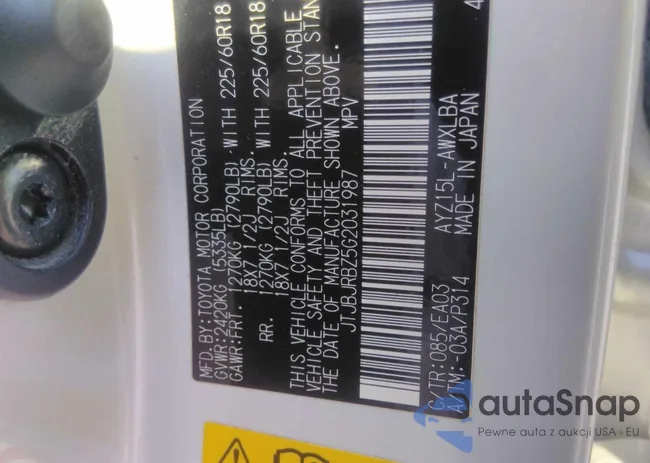 MFD.BY:TOYOTA MOTOR CORPORATION
GVWR:2420KG (5335LB)
GAWR:FRT. 1270KG (2790LB) WITH 225/60R18
18X7 1/2J RIMS.
RR. 1270KG (2790LB) WITH 225/60R18
18X7 1/2J RIMS.
THIS VEHICLE CONFORMS TO ALL APPLICABLE
VEHICLE SAFETY AND THEFT PREVENTION STAN
THE DATE OF MANUFACTURE SHOWN ABOVE.
JTJBJRBZ5G2031987 MPV
C/TR:085/EA03 AYZ15L-AWXLBA
A/TM:-03A/P314 MADE IN JAPAN
4
autoSnap
Pewne auta z aukcji USA i EU